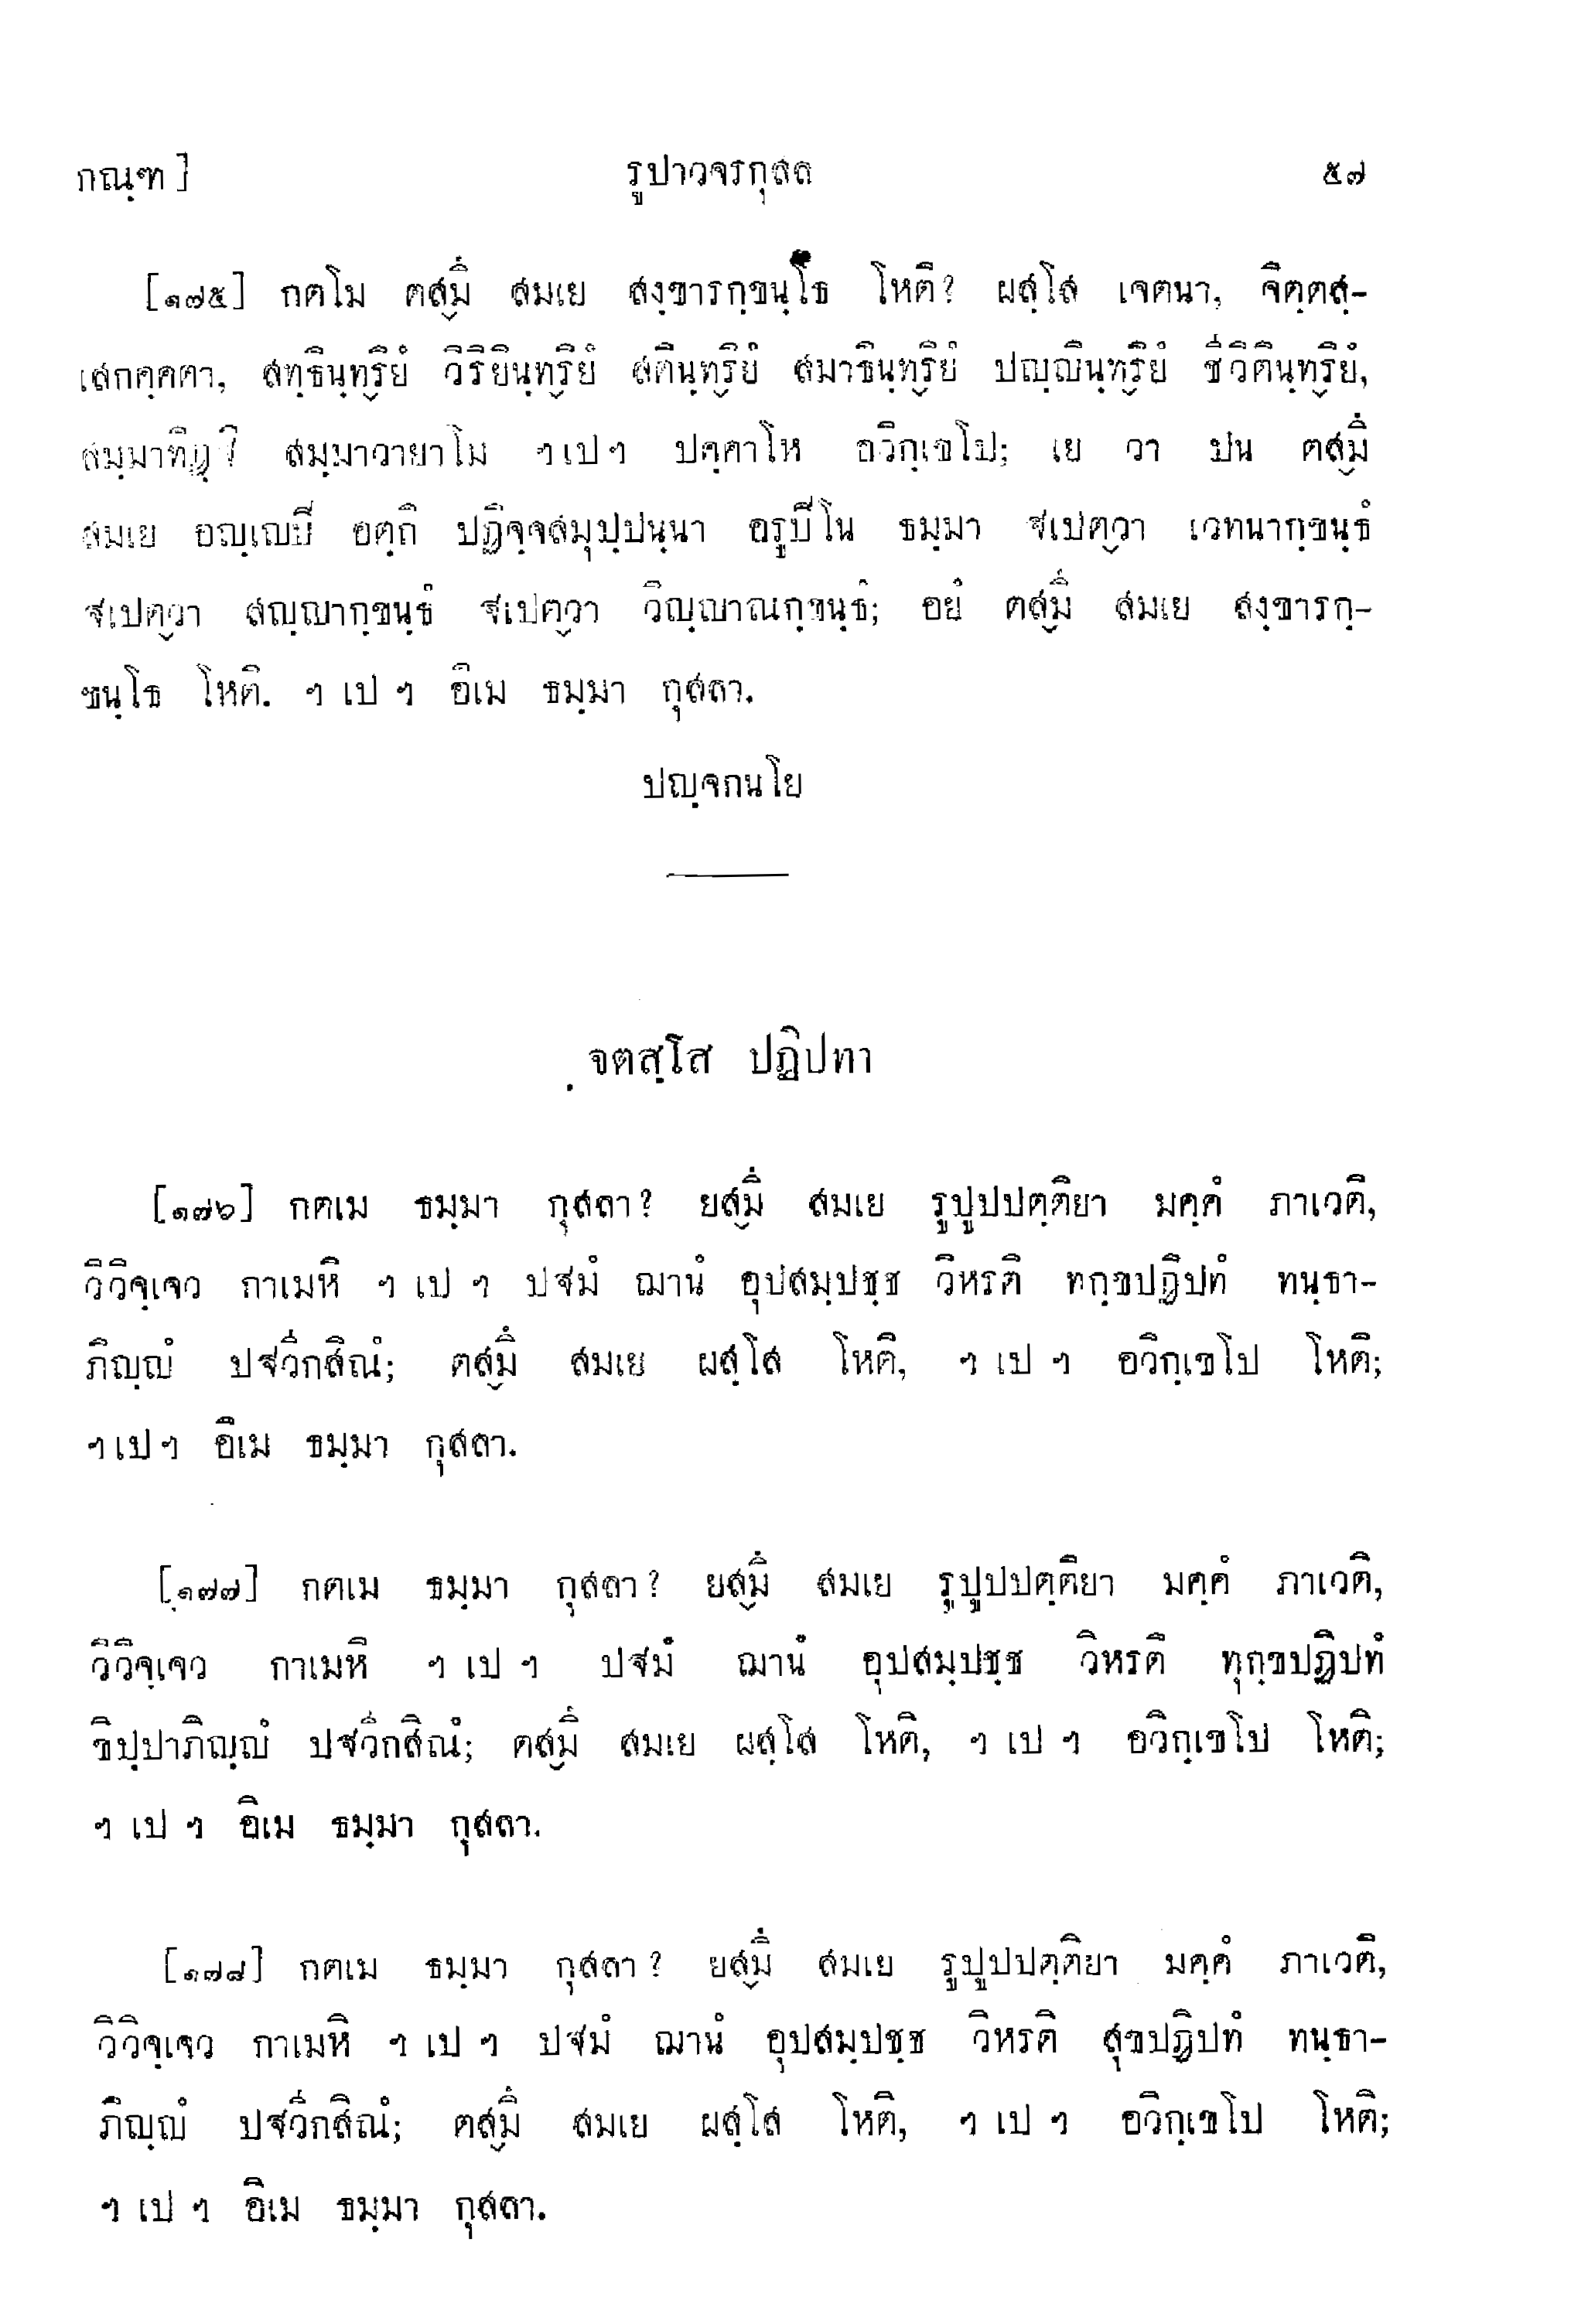 กณฺฑ] รูปาวจรกุสล ๕๗
[๑๗๕] กตโม ตสฺมึ สมเย สงฺขารกฺขนฺโธ โหติ? ผสฺโส เจตนา, จิตฺตสฺ-
เสกคฺคตา, สทฺธินฺทฺริยํ วิริยินฺทฺริยํ สตินฺทฺริยํ สมาธินฺทฺริยํ ปญฺญินฺทฺริยํ ชีวิตินฺทฺริยํ,
สมฺมาทิฏฺฐิ สมฺมาวายาโม ฯเปฯ ปคฺคาโห อวิกฺเขโป; เย วา ปน ตสฺมึ
สมเย อญฺเญปิ อตฺถิ ปฏิจฺจสมุปฺปนฺนา อรูปิโน ธมฺมา ฐเปตฺวา เวทนากฺขนฺธํ
ฐเปตฺวา สญฺญากฺขนฺธํ ฐเปตฺวา วิญฺญาณกฺขนฺธํ; อยํ ตสฺมึ สมเย สงฺขารกฺ-
ขนฺโธ โหติ. ฯ เป ฯ อิเม ธมฺมา กุสลา.
ปญฺจกนโย
จตสฺโส ปฏิปทา
[๑๗๖] กตเม ธมฺมา กุสลา? ยสฺมึ สมเย รูปูปปตฺติยา มคฺคํ ภาเวติ,
วิวิจฺเจว กาเมหิ ฯ เป ฯ ปฐมํ ฌานํ อุปสมฺปชฺช วิหรติ ทกฺขปฏิปทํ ทนฺธา-
ภิญฺญํ ปฐวีกสิณํ; ตสฺมึ สมเย ผสฺโส โหติ, ฯ เป ฯ อวิกฺเขโป โหติ;
ฯเปฯ อิเม ธมฺมา กุสลา.
[๑๗๗] กตเม ธมฺมา กุสลา? ยสฺมึ สมเย รูปูปปตฺติยา มคฺคํ ภาเวติ,
วิวิจฺเจว กาเมหิ ฯ เป ฯ ปฐมํ ฌานํ อุปสมฺปชฺช วิหรติ ทุกฺขปฏิปทํ
ขิปฺปาภิญฺญํ ปฐวีกสิณํ; ตสฺมึ สมเย ผสฺโส โหติ, ฯ เป ฯ อวิกฺเขโป โหติ;
ฯ เป ฯ อิเม ธมฺมา กุสลา.
[๑๗๘] กตเม ธมฺมา กุสลา? ยสฺมึ สมเย รูปูปปตฺติยา มคฺคํ ภาเวติ,
วิวิจฺเจว กาเมหิ ฯ เป ฯ ปฐมํ ฌานํ อุปสมฺปชฺช วิหรติ สุขปฏิปทํ ทนฺธา-
ภิญฺญํ ปฐวีกสิณํ; ตสฺมึ สมเย ผสฺโส โหติ, ฯ เป ฯ อวิกฺเขโป โหติ;
ฯ เป ฯ อิเม ธมฺมา กุสลา.